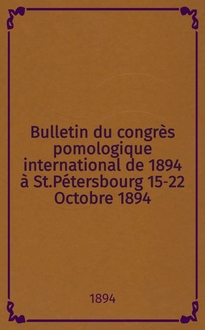 Bulletin du congrès
pomologique
international de 1894
à St.Pétersbourg 15-22
Octobre 1894
1894